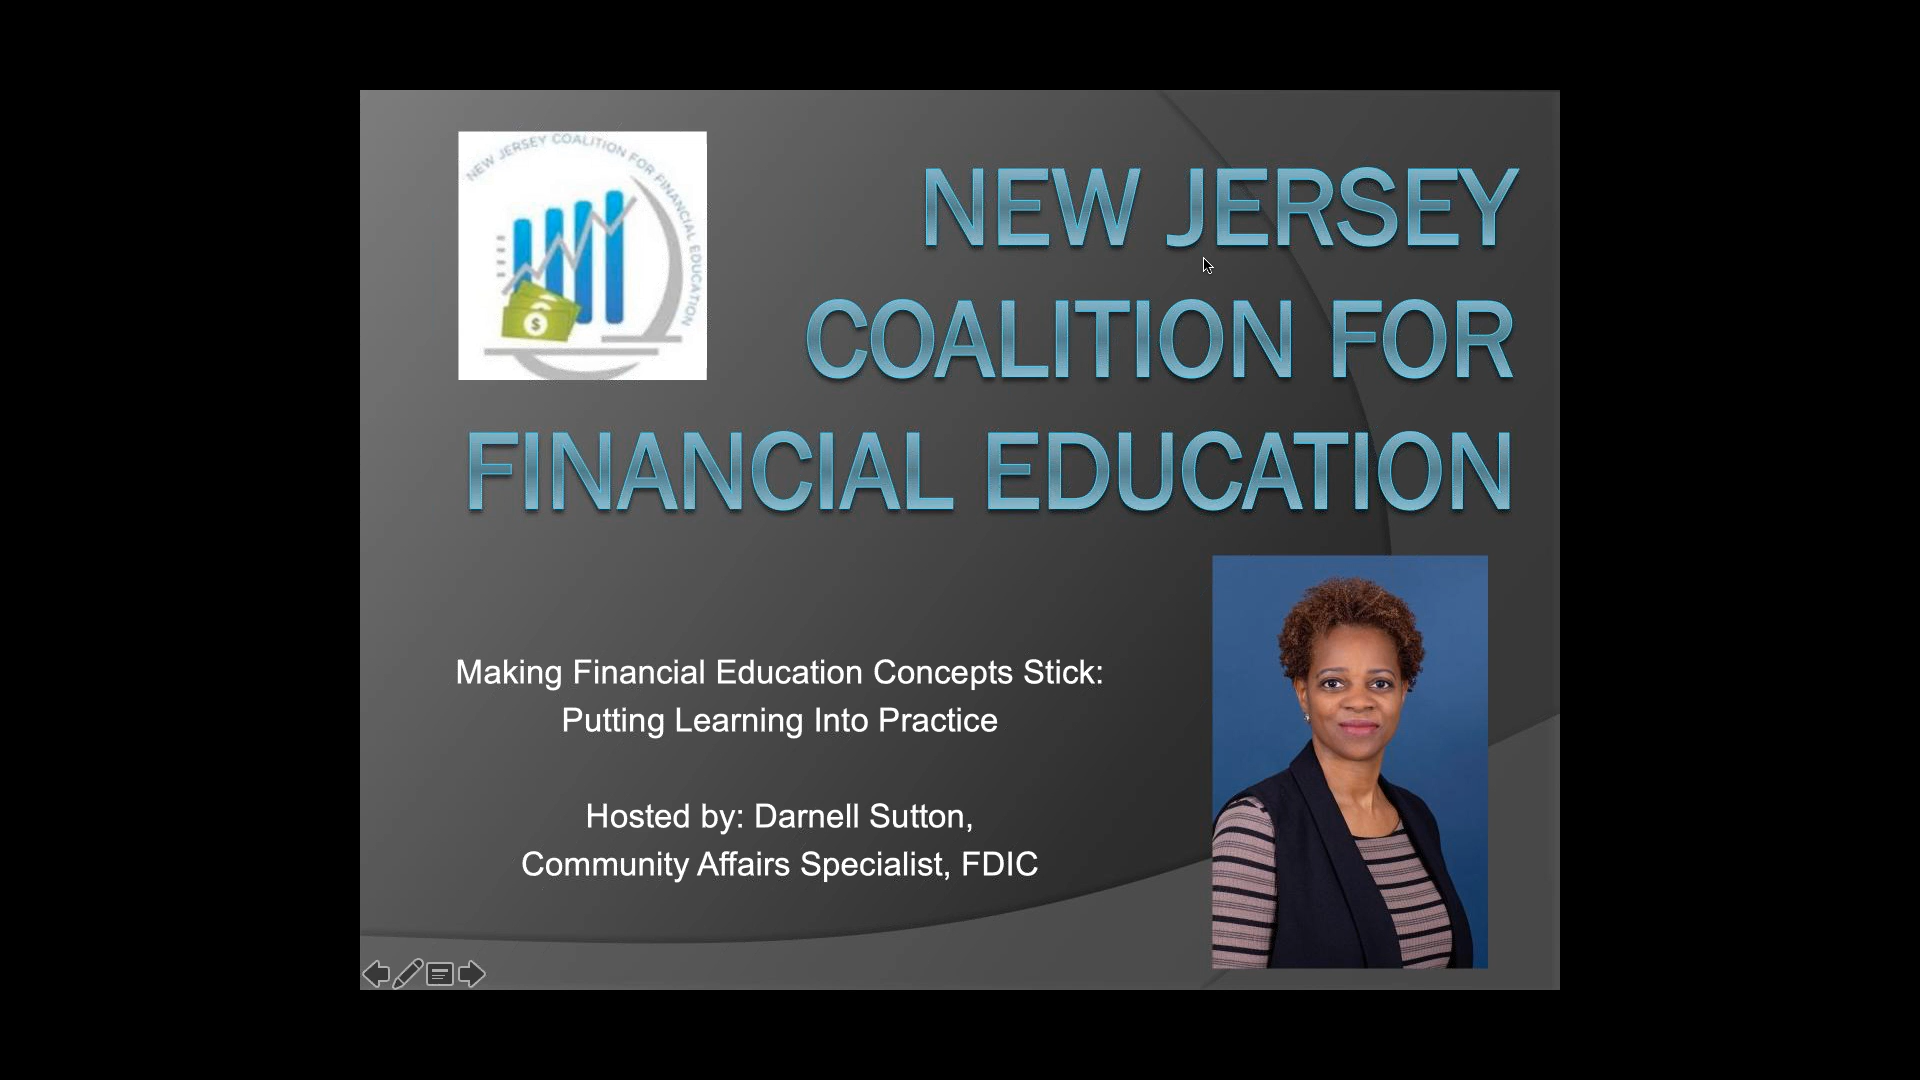 NEW JERSEY COALITION FOR FINANCIAL EDUCATION
$
NEW JERSEY
COALITION FOR
FINANCIAL EDUCATION
Making Financial Education Concepts Stick:
Putting Learning Into Practice
Hosted by: Darnell Sutton,
Community Affairs Specialist, FDIC